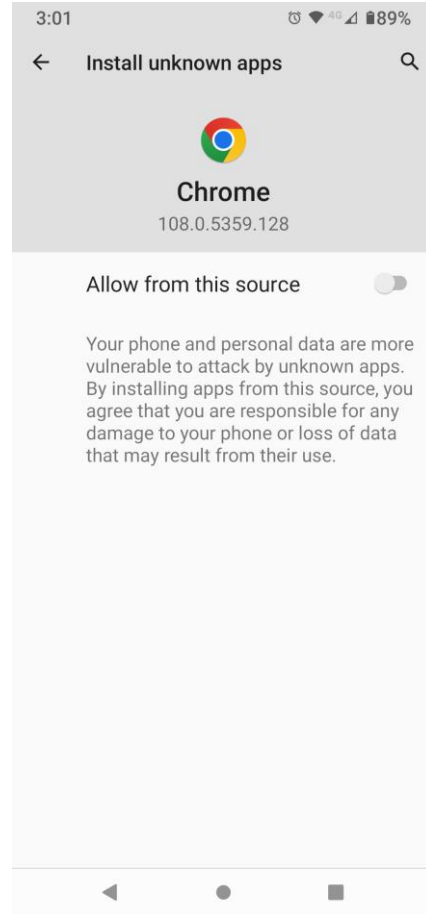 3:01 4G 89%
Install unknown apps
Chrome
108.0.5359.128
Allow from this source
Your phone and personal data are more
vulnerable to attack by unknown apps.
By installing apps from this source, you
agree that you are responsible for any
damage to your phone or loss of data
that may result from their use.